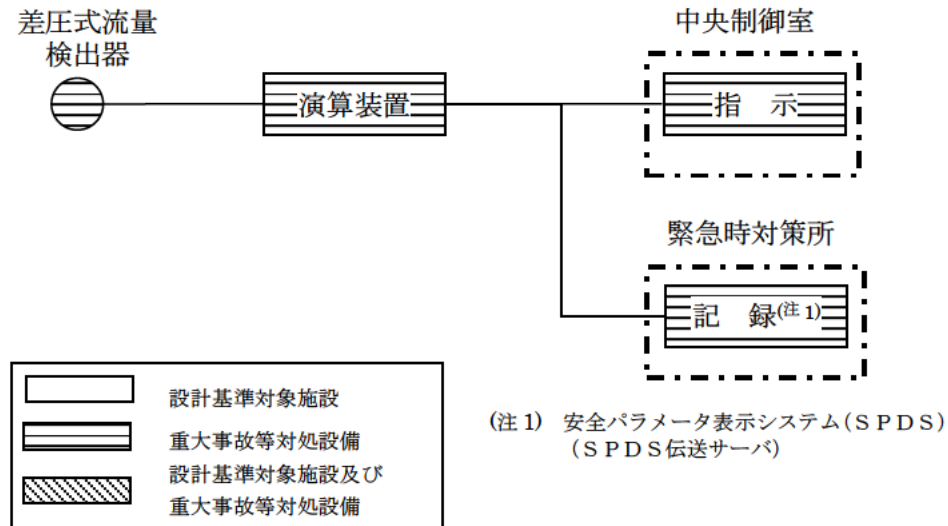 差圧式流量
検出器
演算装置
中央制御室
指　示
緊急時対策所
記　録(注 1)
設計基準対象施設
重大事故等対処設備
設計基準対象施設及び
重大事故等対処設備
(注 1)　安全パラメータ表示システム(ＳＰＤＳ)
(ＳＰＤＳ伝送サーバ)